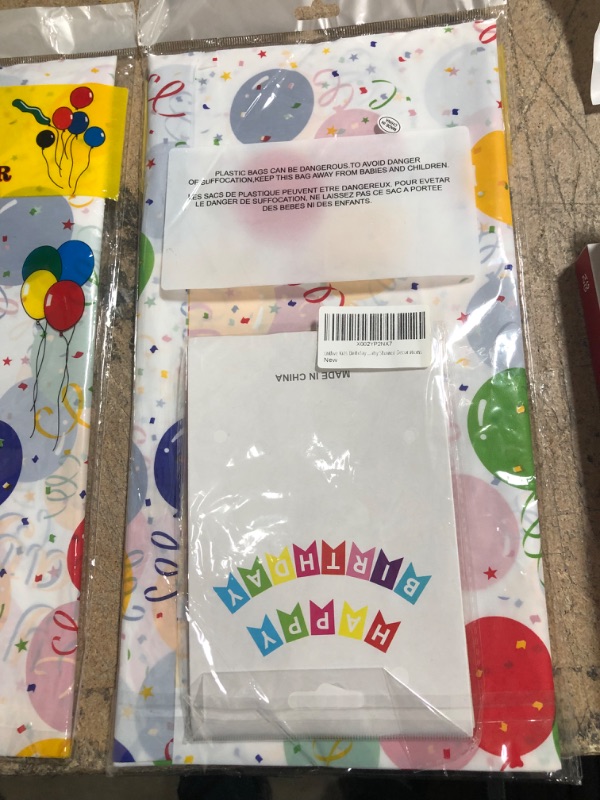 R
PLASTIC BAGS CAN BE DANGEROUS.TO AVOID DANGER
OF SUFFOCATION,KEEP THIS BAG AWAY FROM BABIES AND CHILDREN.
LES SACS DE PLASTIQUE PEUVENT ETRE DANGEREUX. POUR EVETAR
LE DANGER DE SUFFOCATION, NE LAISSEZ PAS CE SAC A PORTEE
DES BEBES NI DES ENFANTS.
X002YP2NX7
New
MADE IN CHINA
HAPPY
BIRTHDAY